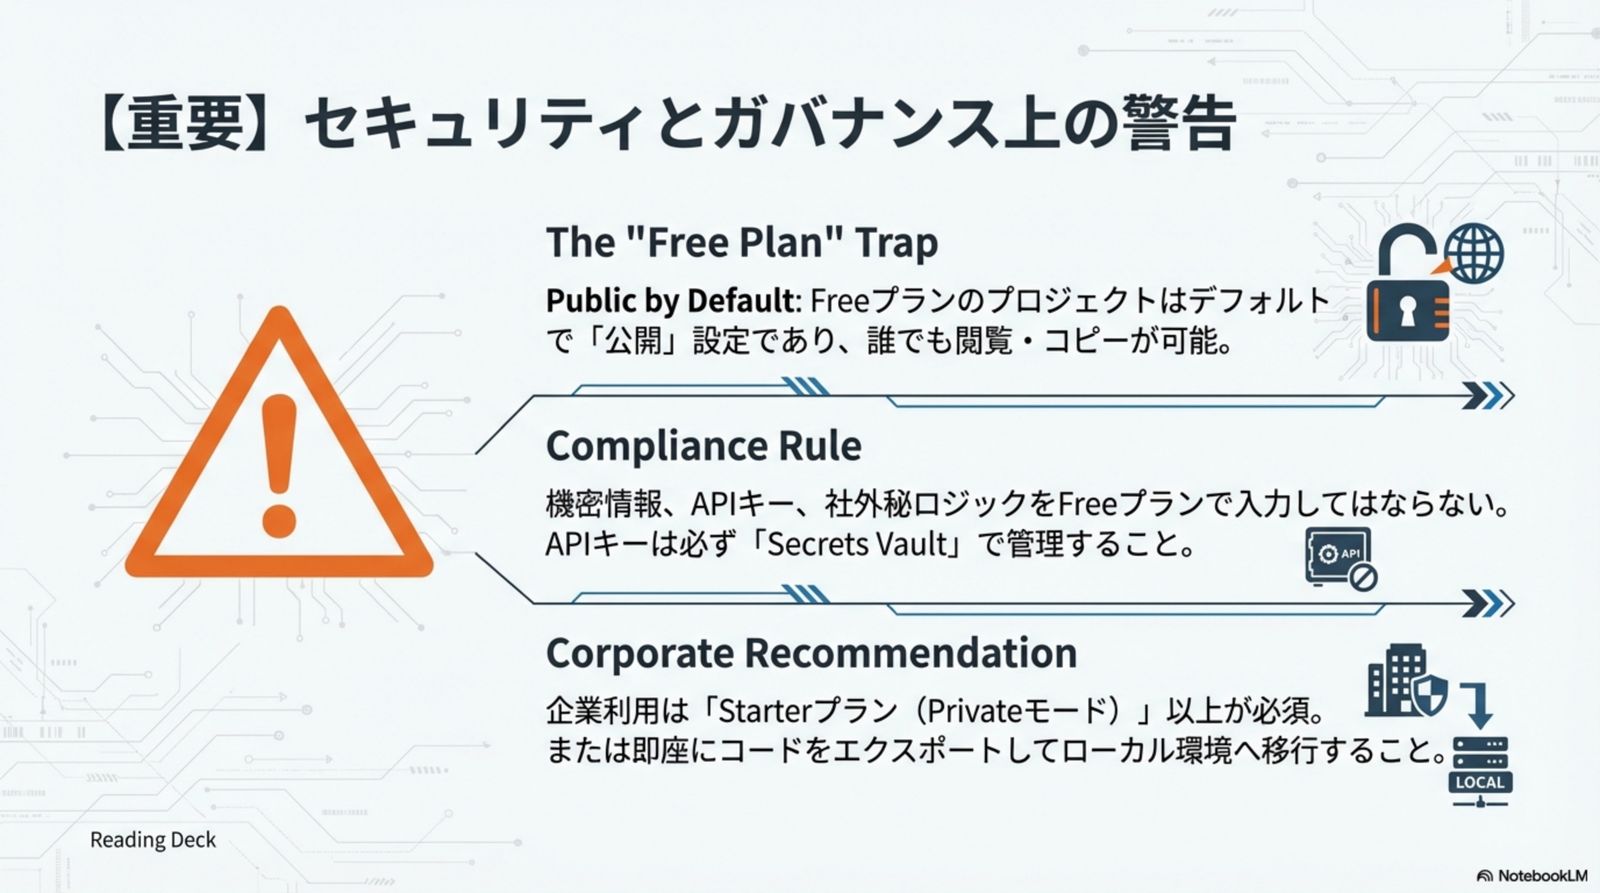 【重要】セキュリティとガバナンス上の警告
The "Free Plan" Trap
Public by Default: Freeプランのプロジェクトはデフォルト
で「公開」設定であり、誰でも閲覧・コピーが可能。
Compliance Rule
機密情報、APIキー、社外秘ロジックをFreeプランで入力してはならない。
APIキーは必ず「Secrets Vault」で管理すること。
API
Corporate Recommendation
企業利用は「Starterプラン（Privateモード）」以上が必須。
または即座にコードをエクスポートしてローカル環境へ移行すること。
LOCAL
Reading Deck
NotebookLM